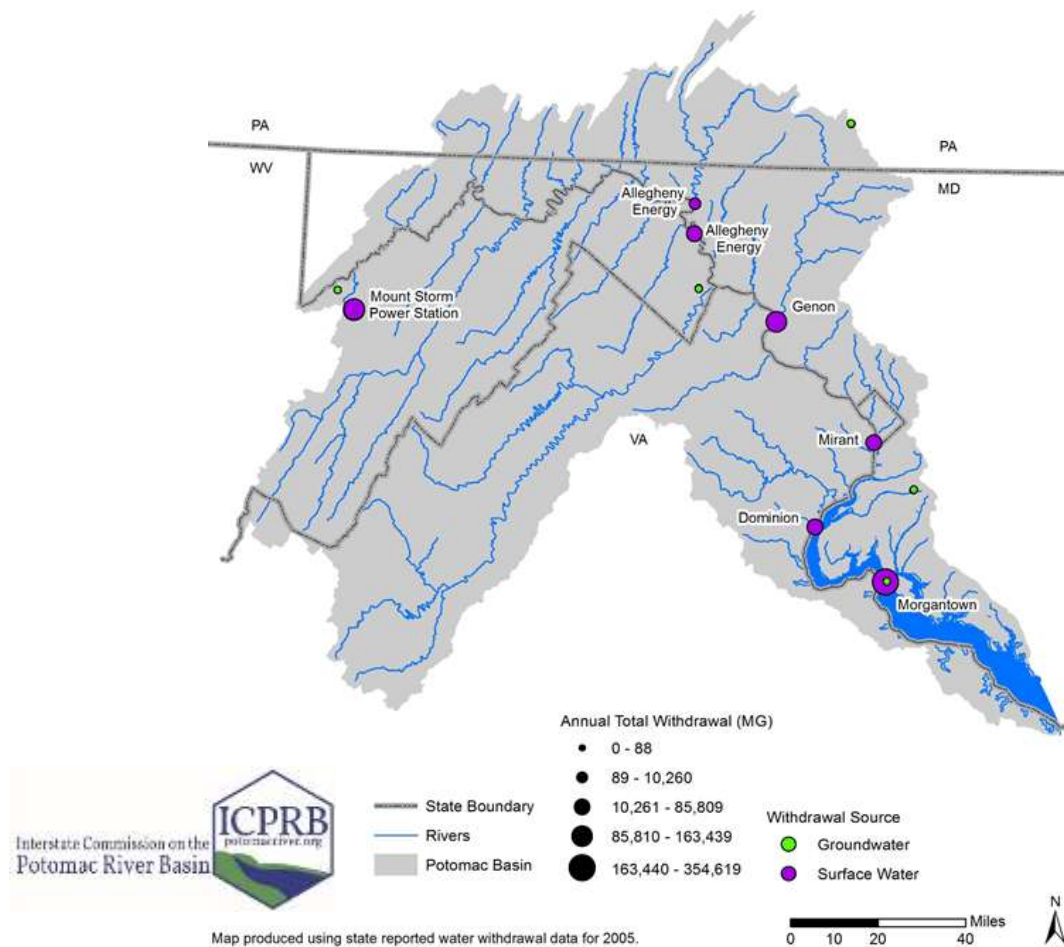 PA
PA
WV
MD
Allegheny
Energy
Allegheny
Energy
Mount Storm
Power Station
Genon
VA
Mirant
Dominion
Morgantown
Annual Total Withdrawal (MG)
0 - 88
89 - 10,260
10,261 - 85,809
85,810 - 163,439
163,440 - 354,619
State Boundary
Rivers
Potomac Basin
Withdrawal Source
Groundwater
Surface Water
Interstate Commission on the
Potomac River Basin
ICPRB
potomacriver.org
N
Miles
0 10 20 40
Map produced using state reported water withdrawal data for 2005.